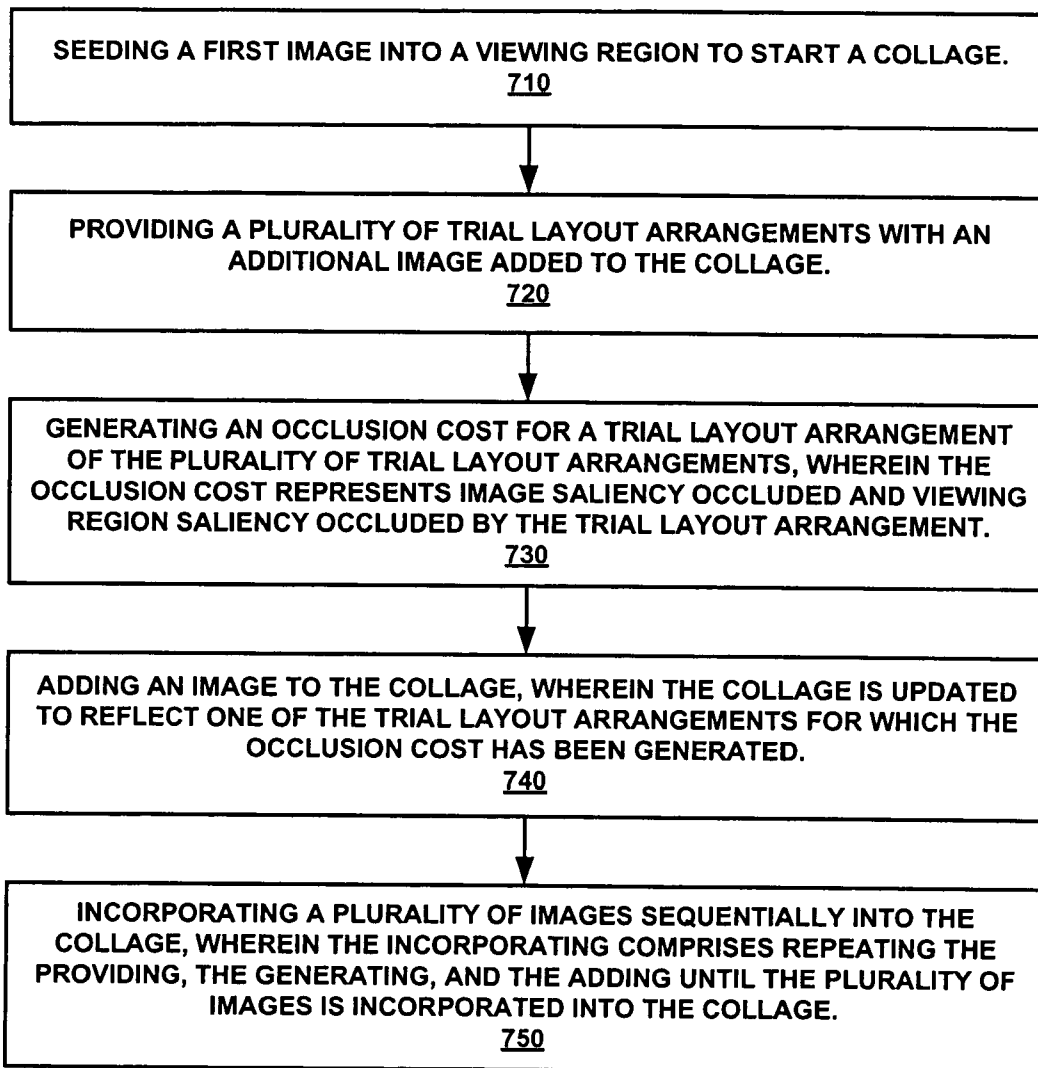 SEEDING A FIRST IMAGE INTO A VIEWING REGION TO START A COLLAGE.
710
PROVIDING A PLURALITY OF TRIAL LAYOUT ARRANGEMENTS WITH AN
ADDITIONAL IMAGE ADDED TO THE COLLAGE.
720
GENERATING AN OCCLUSION COST FOR A TRIAL LAYOUT ARRANGEMENT
OF THE PLURALITY OF TRIAL LAYOUT ARRANGEMENTS, WHEREIN THE
OCCLUSION COST REPRESENTS IMAGE SALIENCY OCCLUDED AND VIEWING
REGION SALIENCY OCCLUDED BY THE TRIAL LAYOUT ARRANGEMENT.
730
ADDING AN IMAGE TO THE COLLAGE, WHEREIN THE COLLAGE IS UPDATED
TO REFLECT ONE OF THE TRIAL LAYOUT ARRANGEMENTS FOR WHICH THE
OCCLUSION COST HAS BEEN GENERATED.
740
INCORPORATING A PLURALITY OF IMAGES SEQUENTIALLY INTO THE
COLLAGE, WHEREIN THE INCORPORATING COMPRISES REPEATING THE
PROVIDING, THE GENERATING, AND THE ADDING UNTIL THE PLURALITY OF
IMAGES IS INCORPORATED INTO THE COLLAGE.
750